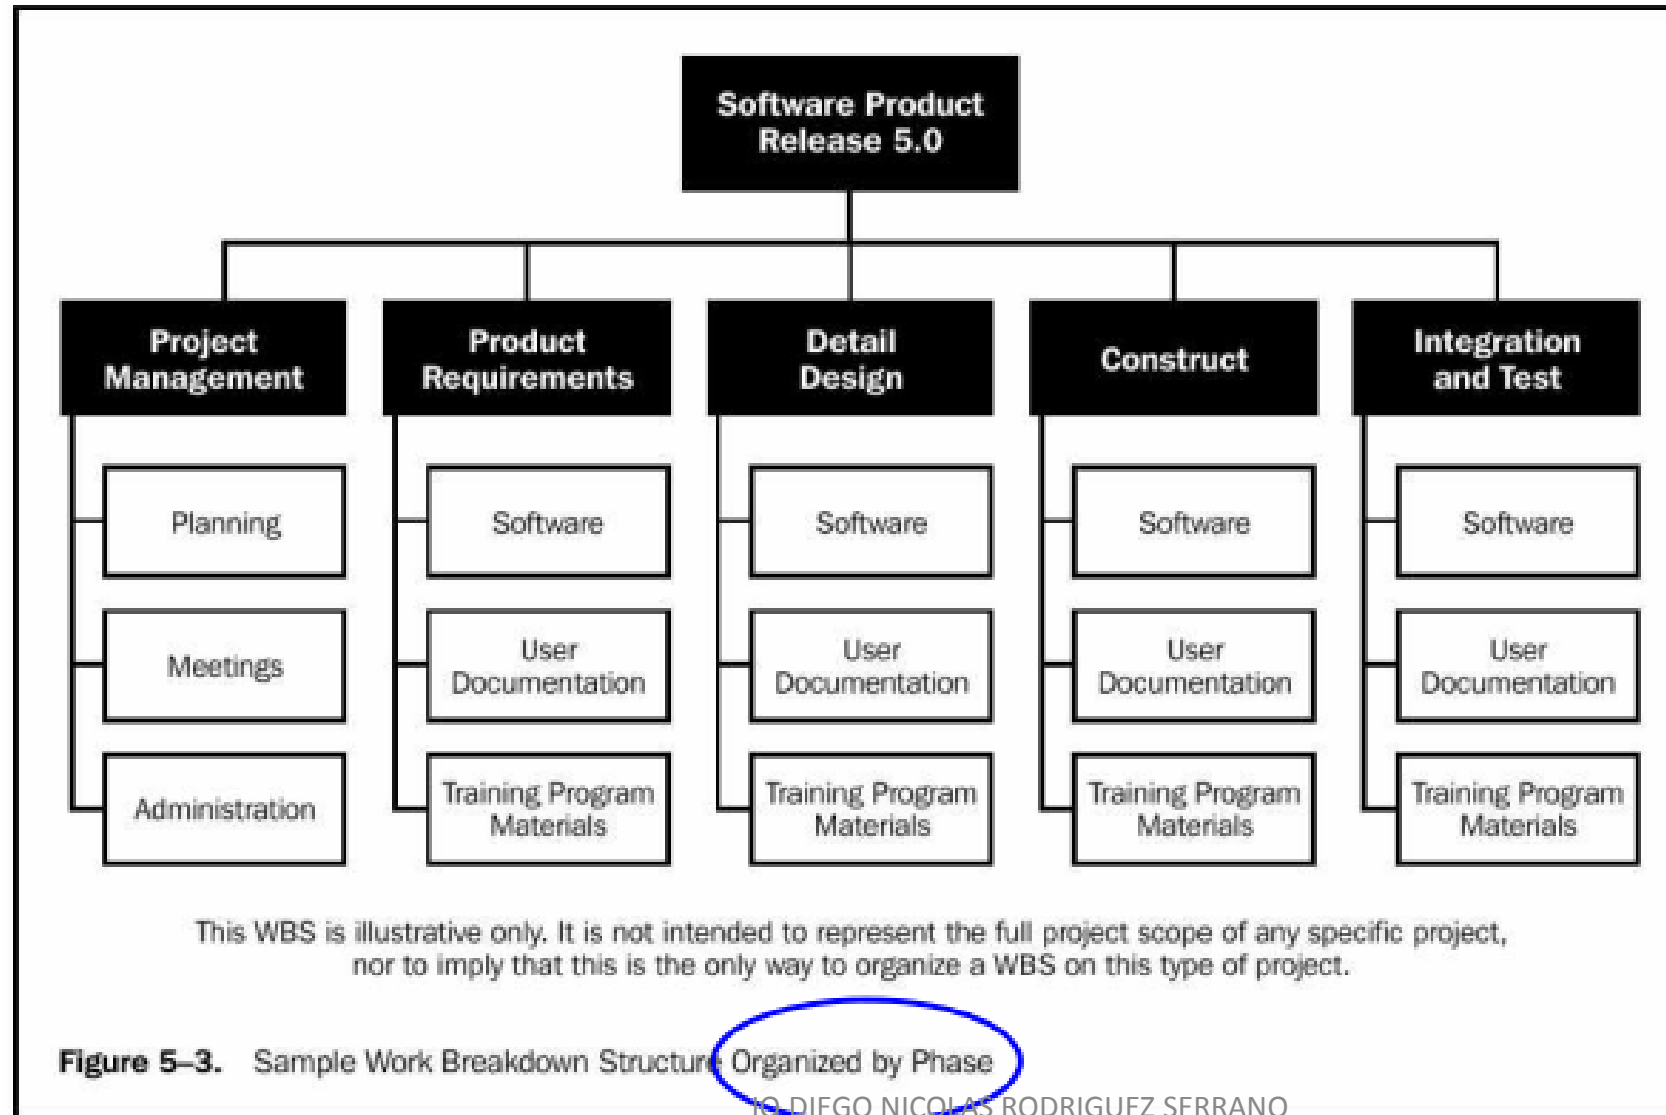 Software Product
Release 5.0
Project
Management
Product
Requirements
Detail
Design
Construct
Integration
and Test
Planning
Software
Software
Software
Software
Meetings
User
Documentation
User
Documentation
User
Documentation
User
Documentation
Administration
Training Program
Materials
Training Program
Materials
Training Program
Materials
Training Program
Materials
This WBS is illustrative only. It is not intended to represent the full project scope of any specific project,
nor to imply that this is the only way to organize a WBS on this type of project.
Figure 5–3. Sample Work Breakdown Structure Organized by Phase
DIEGO NICOLAS RODRIGUEZ SERRANO